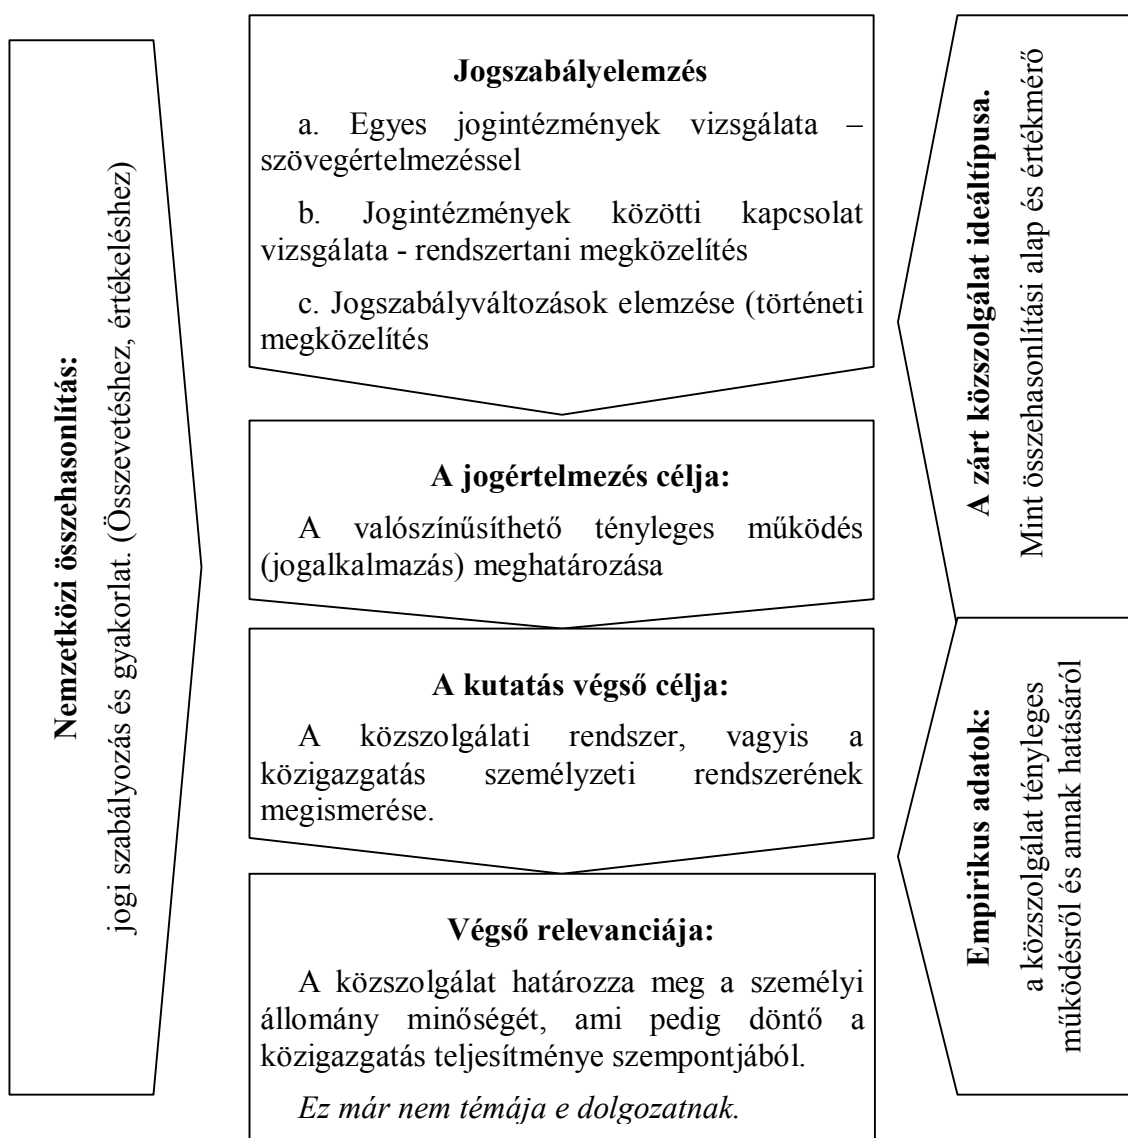 Nemzetközi összehasonlítás:
jogi szabályozás és gyakorlat. (Összevetéshez, értékeléshez)
Jogszabályelemzés
a. Egyes jogintézmények vizsgálata –
szövegértelmezéssel
b. Jogintézmények közötti kapcsolat
vizsgálata - rendszertani megközelítés
c. Jogszabályváltozások elemzése (történeti
megközelítés
A jogértelmezés célja:
A valószínűsíthető tényleges működés
(jogalkalmazás) meghatározása
A kutatás végső célja:
A közszolgálati rendszer, vagyis a
közigazgatás személyzeti rendszerének
megismerése.
Végső relevanciája:
A közszolgálat határozza meg a személyi
állomány minőségét, ami pedig döntő a
közigazgatás teljesítménye szempontjából.
Ez már nem témája e dolgozatnak.
A zárt közszolgálat ideáltípusa.
Mint összehasonlítási alap és értékmérő
Empirikus adatok:
a közszolgálat tényleges
működésről és annak hatásáról